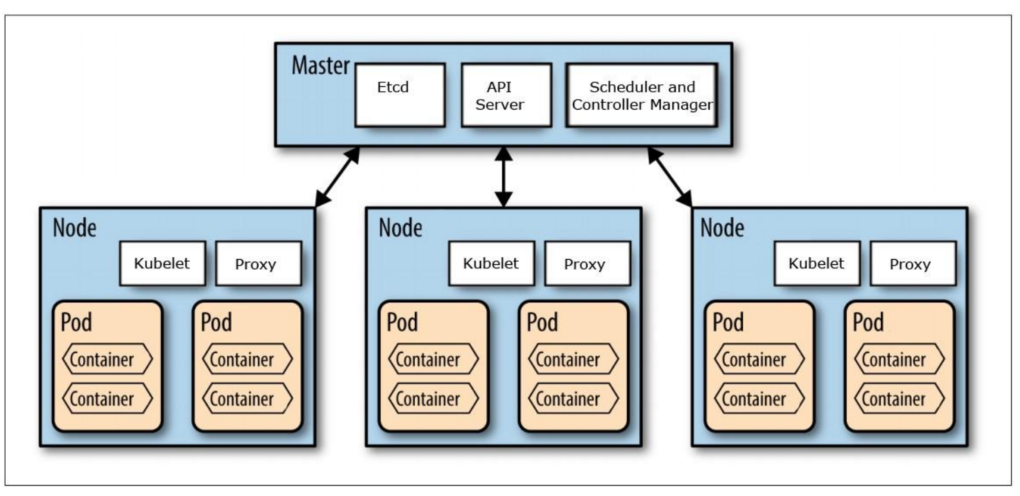 Master
Etcd
API
Server
Scheduler and
Controller Manager
Node
Kubelet
Proxy
Pod
Container
Container
Pod
Container
Container
Node
Kubelet
Proxy
Pod
Container
Container
Pod
Container
Container
Node
Kubelet
Proxy
Pod
Container
Container
Pod
Container
Container